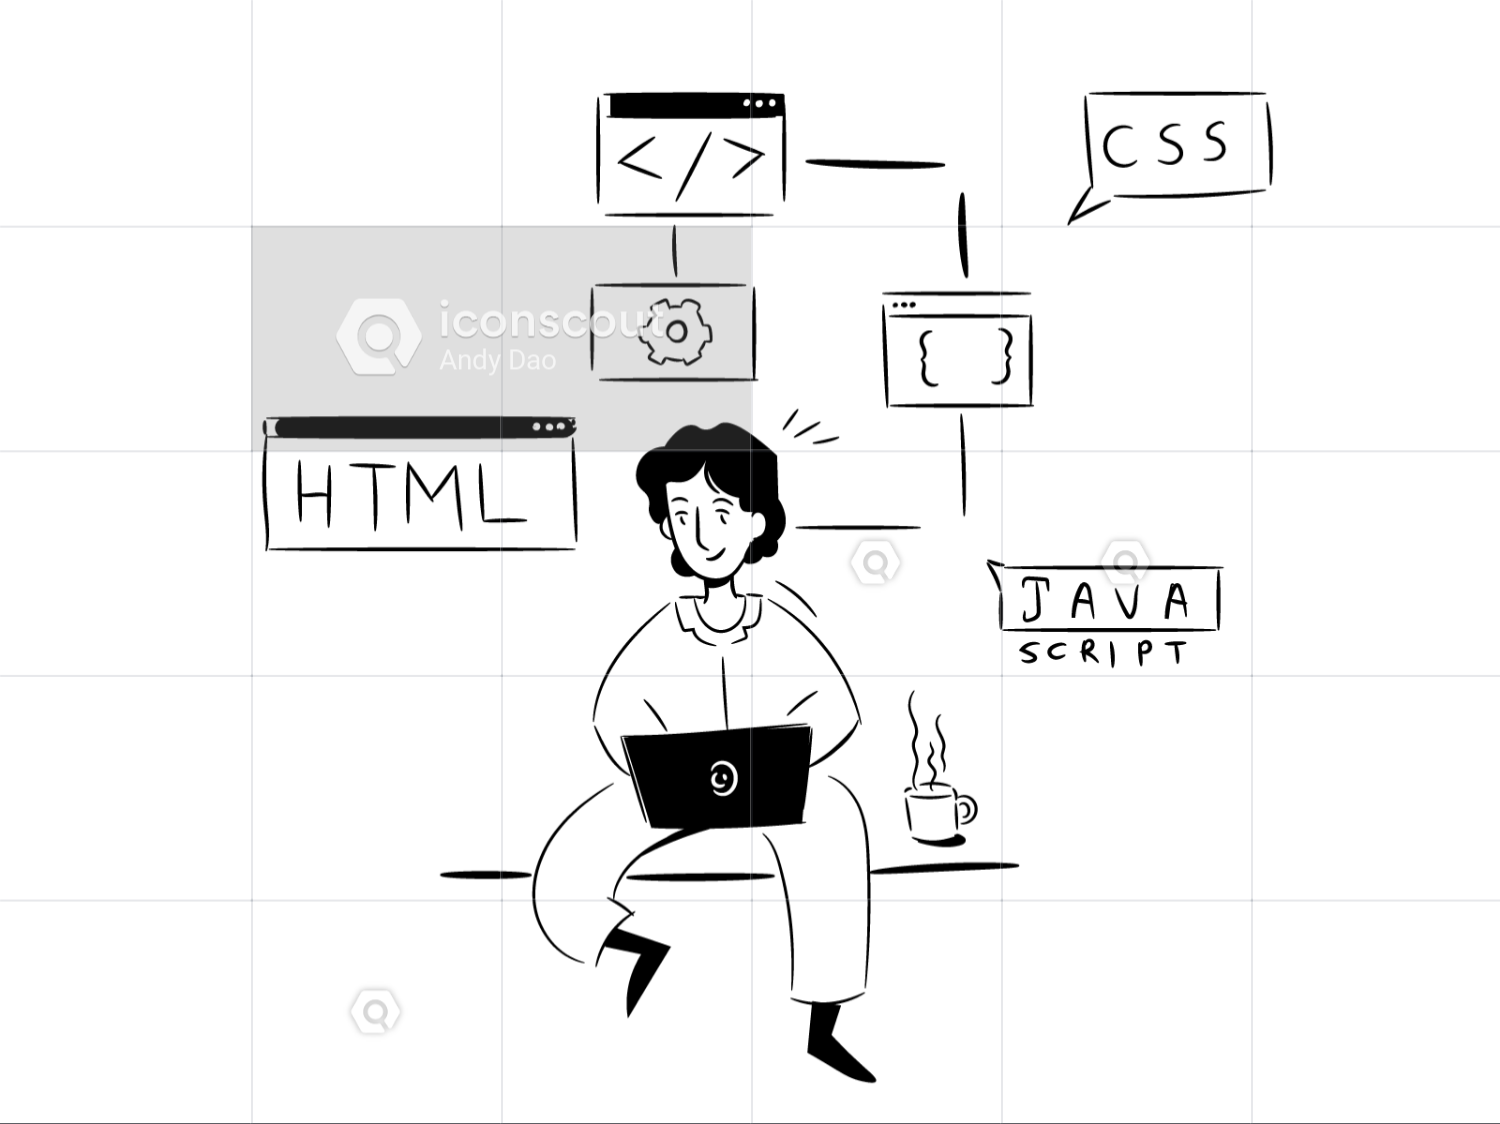 </>
CSS
iconscout
Andy Dao
{ }
HTML
JAVA
SCRIPT